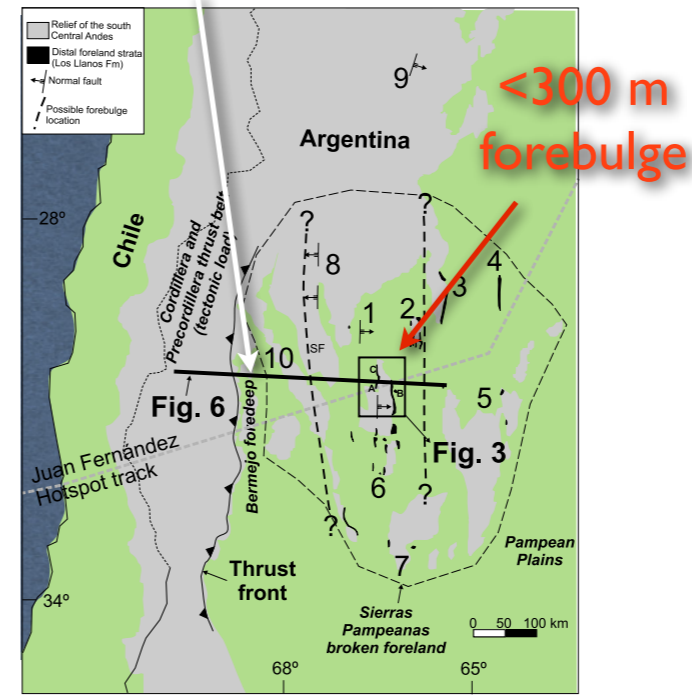 Relief of the south
Central Andes
Distal foreland strata
(Los Llanos Fm)
Normal fault
Possible forebulge
location
9
<300 m
forebulge
Argentina
28º
Chile
Cordillera and
Precordillera thrust belt
(tectonic load)
?
?
8
4
3
1
2
SF
10
C
A
B
5
Fig. 6
Bermejo foredeep
Fig. 3
Juan Fernández
Hotspot track
6
?
?
7
Pampean
Plains
Thrust
front
34º
Sierras
Pampeanas
broken foreland
0 50 100 km
68º
65º